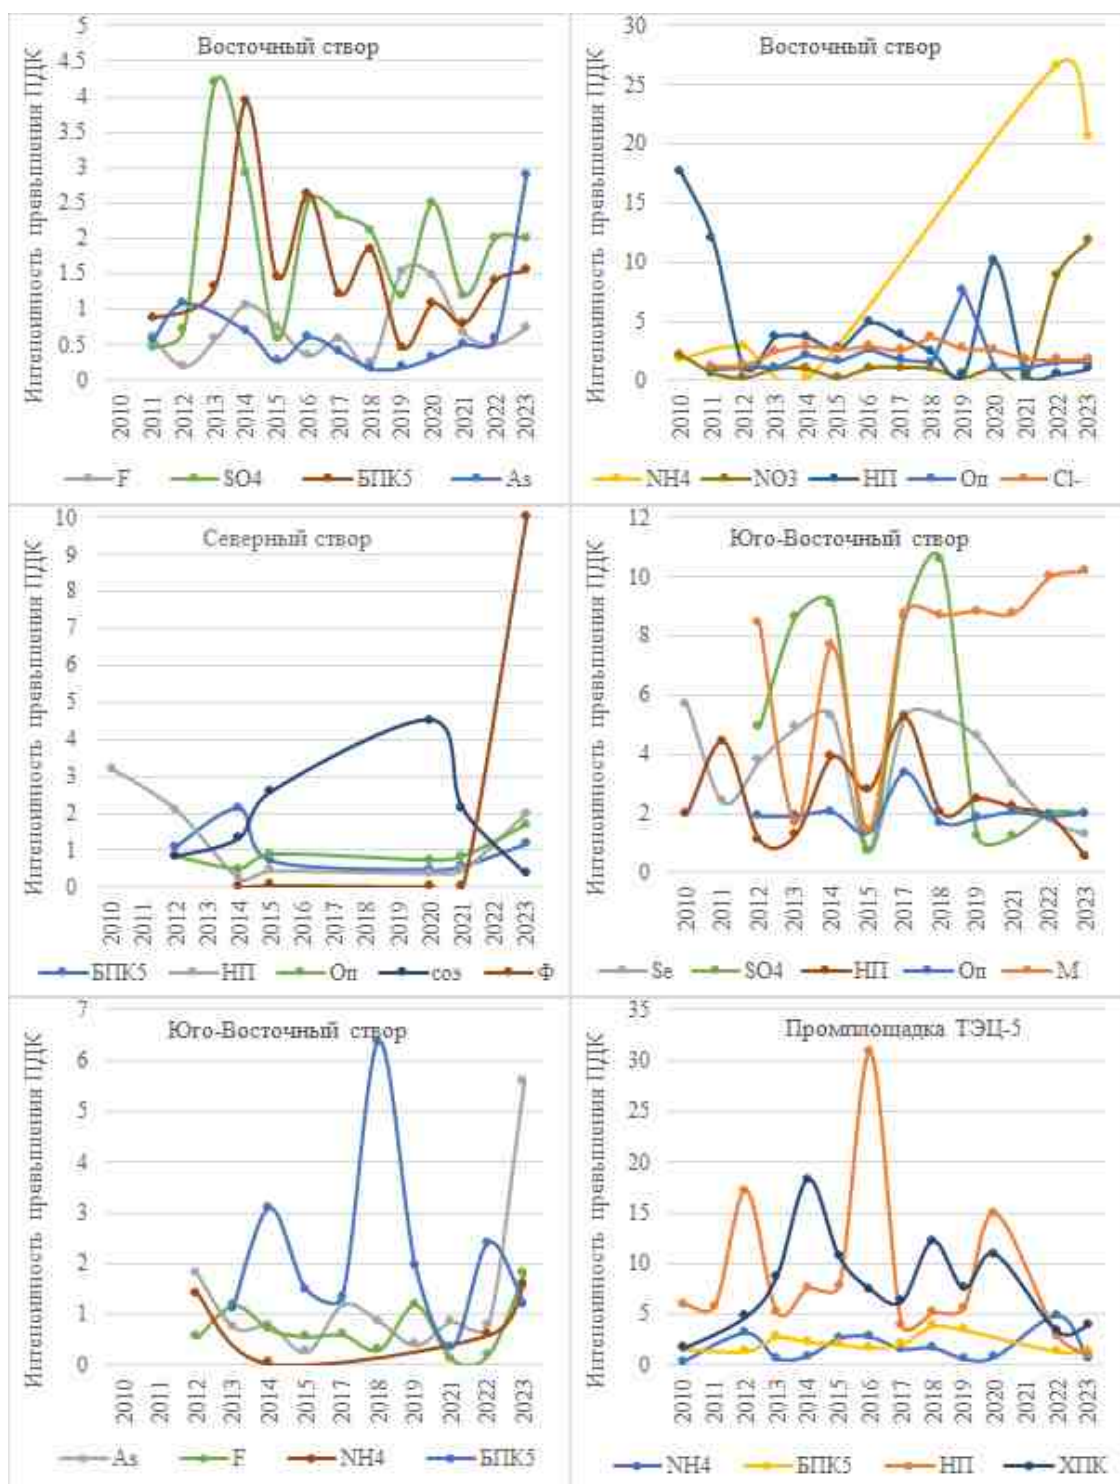 Восточный створ
Интенсивность превышения ПДК
5
4.5
4
3.5
3
2.5
2
1.5
1
0.5
0
2010 2011 2012 2013 2014 2015 2016 2017 2018 2019 2020 2021 2022 2023
F SO4 БПК5 As
Восточный створ
Интенсивность превышения ПДК
30
25
20
15
10
5
0
2010 2011 2012 2013 2014 2015 2016 2017 2018 2019 2020 2021 2022 2023
NH4 NO3 НП Оп Cl-
Северный створ
Интенсивность превышения ПДК
10
9
8
7
6
5
4
3
2
1
0
2010 2011 2012 2013 2014 2015 2016 2017 2018 2019 2020 2021 2022 2023
БПК5 НП Оп соэ Ф
Юго-Восточный створ
Интенсивность превышения ПДК
12
10
8
6
4
2
0
2010 2011 2012 2013 2014 2015 2017 2018 2019 2021 2022 2023
Se SO4 НП Оп М
Юго-Восточный створ
Интенсивность превышения ПДК
7
6
5
4
3
2
1
0
2010 2011 2012 2013 2014 2015 2017 2018 2019 2021 2022 2023
As F NH4 БПК5
Промплощадка ТЭЦ-5
Интенсивность превышения ПДК
35
30
25
20
15
10
5
0
2010 2011 2012 2013 2014 2015 2016 2017 2018 2019 2020 2021 2022 2023
NH4 БПК5 НП ХПК